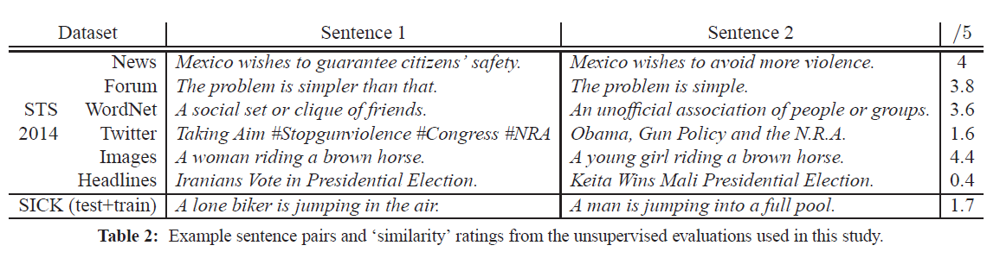 Dataset Sentence 1 Sentence 2 /5
News Mexico wishes to guarantee citizens' safety. Mexico wishes to avoid more violence. 4
Forum The problem is simpler than that. The problem is simple. 3.8
STS WordNet A social set or clique of friends. An unofficial association of people or groups. 3.6
2014 Twitter Taking Aim #Stopgunviolence #Congress #NRA Obama, Gun Policy and the N.R.A. 1.6
Images A woman riding a brown horse. A young girl riding a brown horse. 4.4
Headlines Iranians Vote in Presidential Election. Keita Wins Mali Presidential Election. 0.4
SICK (test+train) A lone biker is jumping in the air. A man is jumping into a full pool. 1.7
Table 2: Example sentence pairs and 'similarity' ratings from the unsupervised evaluations used in this study.